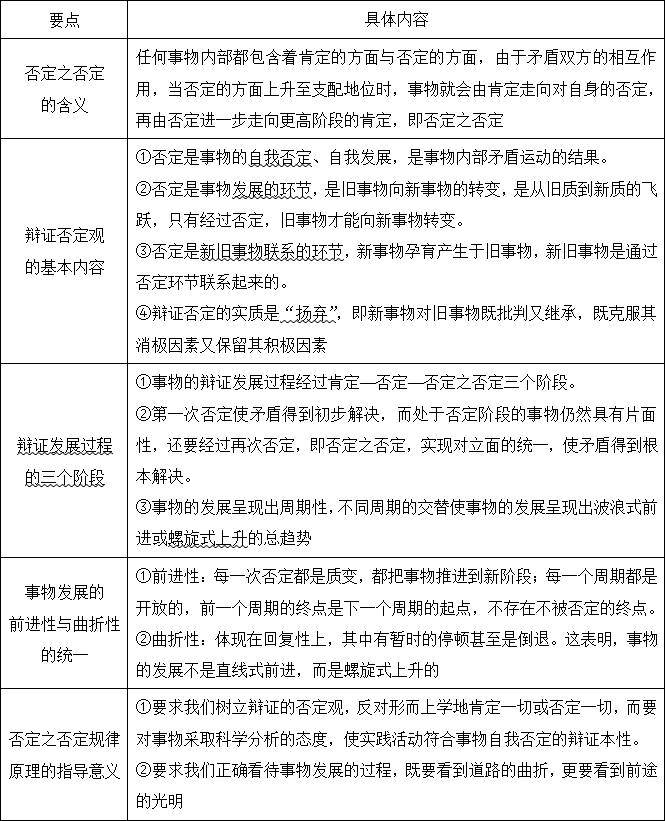 要点
具体内容
否定之否定
的含义
任何事物内部都包含着肯定的方面与否定的方面，由于矛盾双方的相互作
用，当否定的方面上升至支配地位时，事物就会由肯定走向对自身的否定，
再由否定进一步走向更高阶段的肯定，即否定之否定
辩证否定观
的基本内容
①否定是事物的自我否定、自我发展，是事物内部矛盾运动的结果。
②否定是事物发展的环节，是旧事物向新事物的转变，是从旧质到新质的飞
跃，只有经过否定，旧事物才能向新事物转变。
③否定是新旧事物联系的环节，新事物孕育产生于旧事物，新旧事物是通过
否定环节联系起来的。
④辩证否定的实质是“扬弃”，即新事物对旧事物既批判又继承，既克服其
消极因素又保留其积极因素
辩证发展过程
的三个阶段
①事物的辩证发展过程经过肯定—否定—否定之否定三个阶段。
②第一次否定使矛盾得到初步解决，而处于否定阶段的事物仍然具有片面
性，还要经过再次否定，即否定之否定，实现对立面的统一，使矛盾得到根
本解决。
③事物的发展呈现出周期性，不同周期的交替使事物的发展呈现出波浪式前
进或螺旋式上升的总趋势
事物发展的
前进性与曲折性
的统一
①前进性：每一次否定都是质变，都把事物推进到新阶段；每一个周期都是
开放的，前一个周期的终点是下一个周期的起点，不存在不被否定的终点。
②曲折性：体现在回复性上，其中有暂时的停顿甚至是倒退。这表明，事物
的发展不是直线式前进，而是螺旋式上升的
否定之否定规律
原理的指导意义
①要求我们树立辩证的否定观，反对形而上学地肯定一切或否定一切，而要
对事物采取科学分析的态度，使实践活动符合事物自我否定的辩证本性。
②要求我们正确看待事物发展的过程，既要看到道路的曲折，更要看到前途
的光明